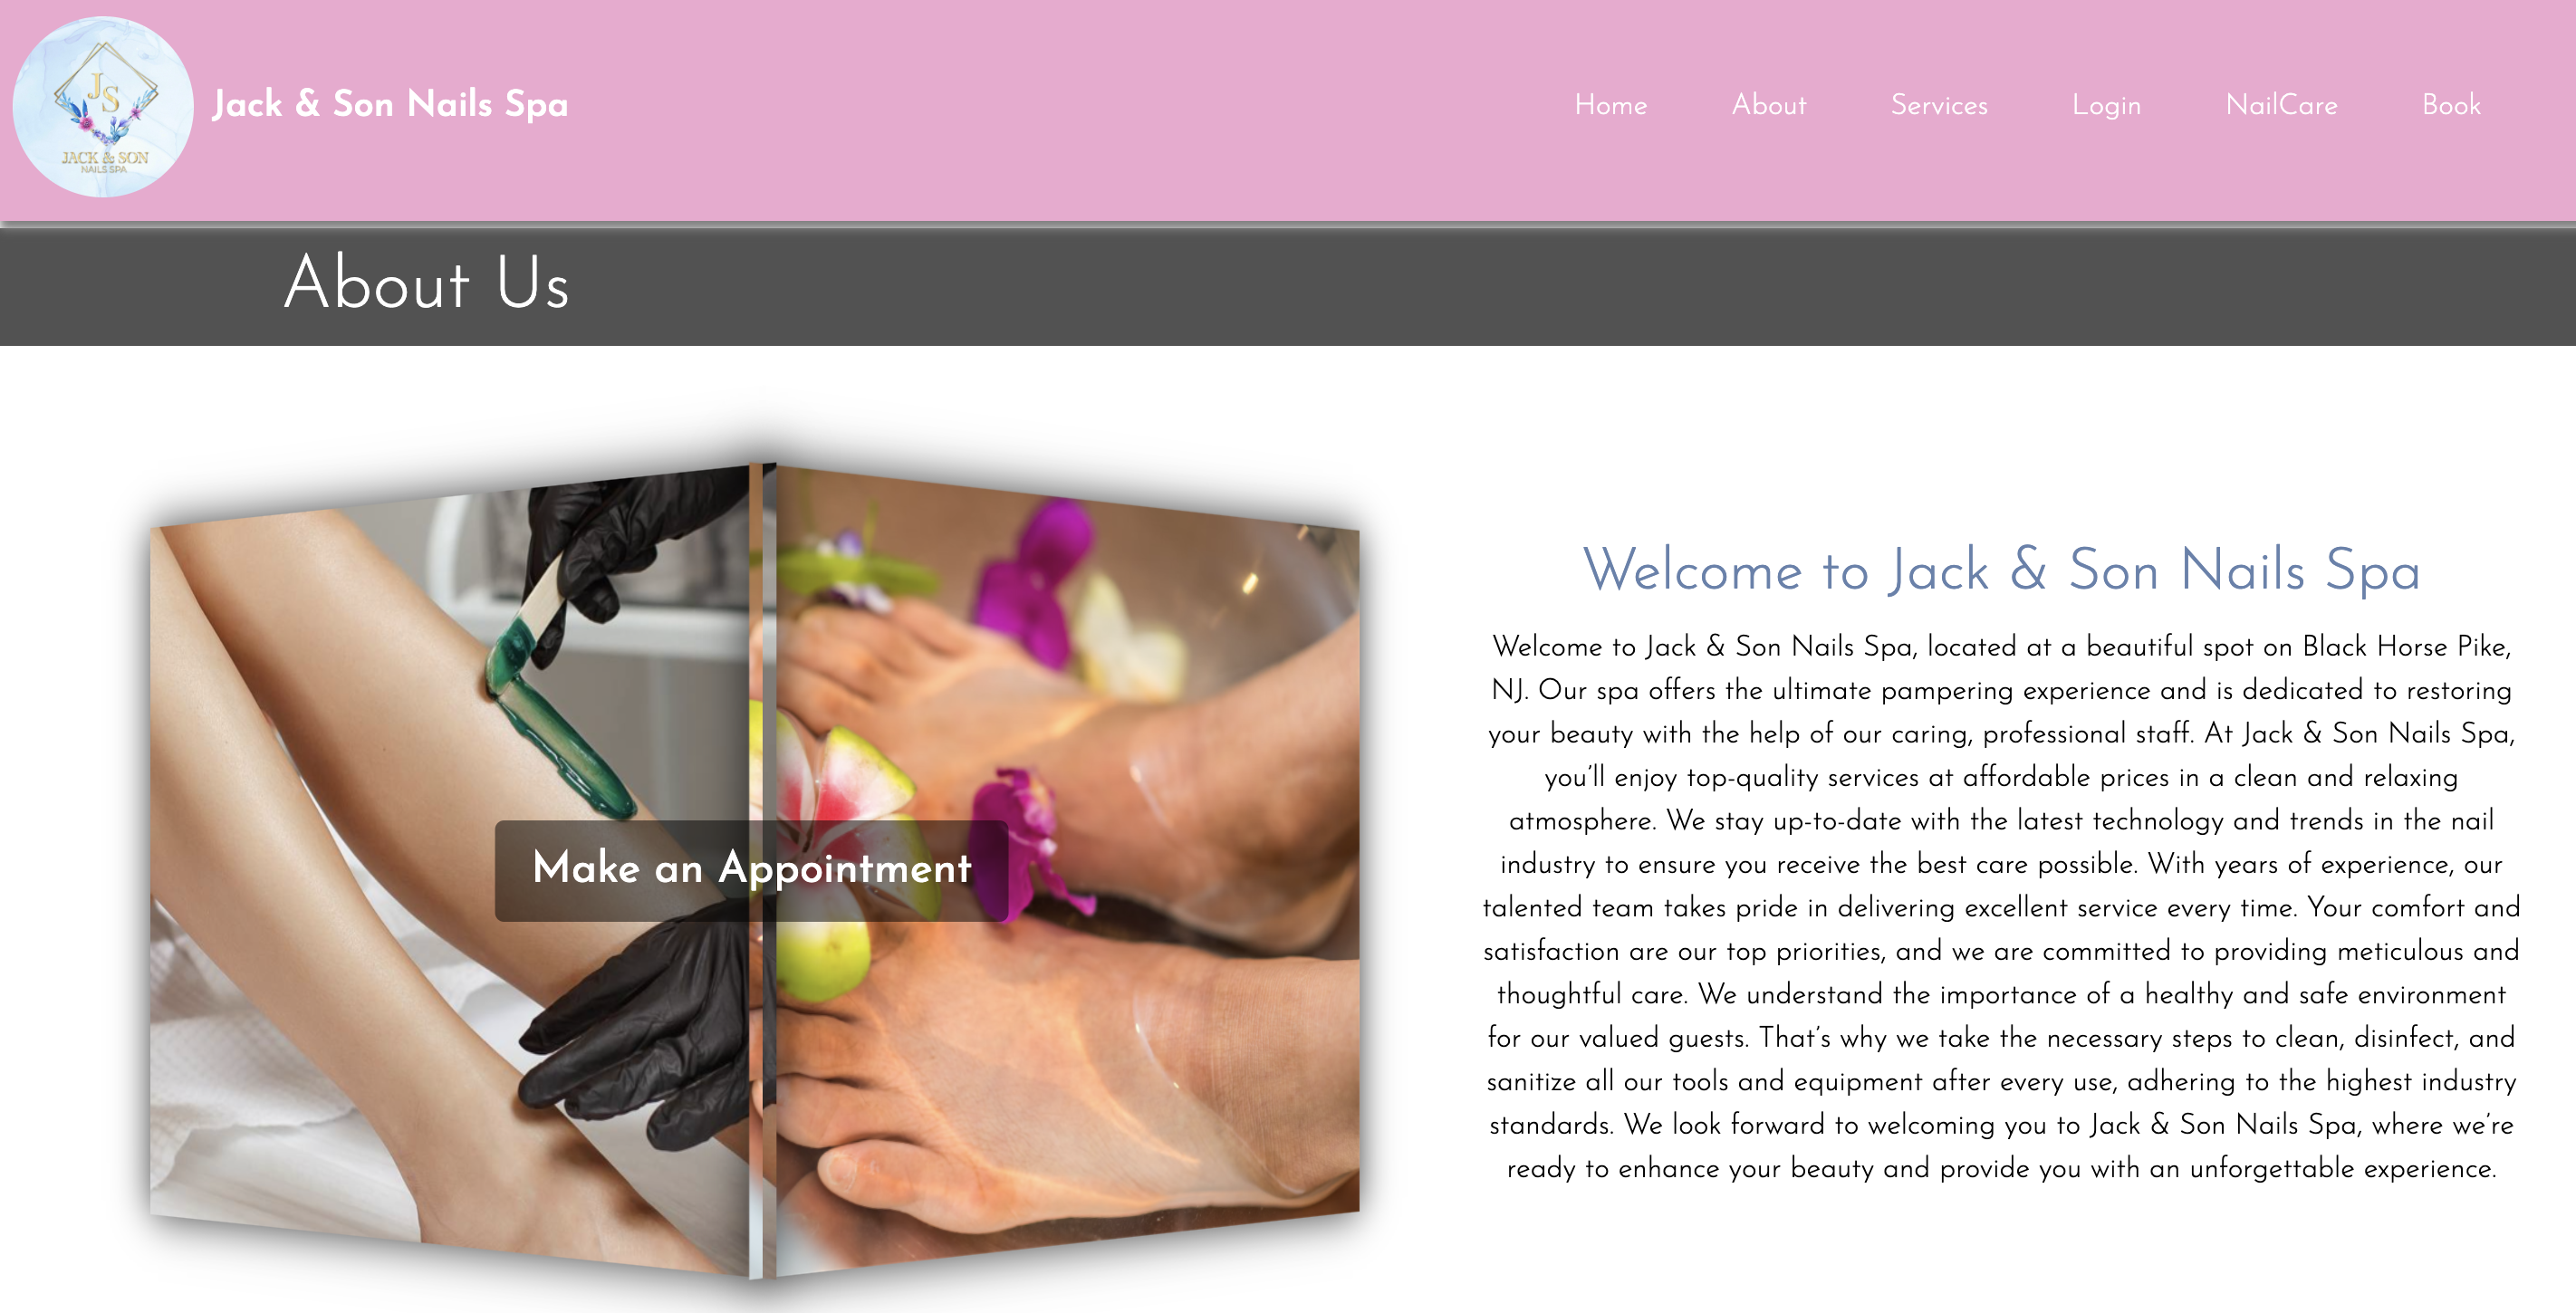 JS
JACK & SON
NAILS SPA
Jack & Son Nails Spa
Home
About
Services
Login
NailCare
Book
About Us
Make an Appointment
Welcome to Jack & Son Nails Spa
Welcome to Jack & Son Nails Spa, located at a beautiful spot on Black Horse Pike,
NJ. Our spa offers the ultimate pampering experience and is dedicated to restoring
your beauty with the help of our caring, professional staff. At Jack & Son Nails Spa,
you'll enjoy top-quality services at affordable prices in a clean and relaxing
atmosphere. We stay up-to-date with the latest technology and trends in the nail
industry to ensure you receive the best care possible. With years of experience, our
talented team takes pride in delivering excellent service every time. Your comfort and
satisfaction are our top priorities, and we are committed to providing meticulous and
thoughtful care. We understand the importance of a healthy and safe environment
for our valued guests. That's why we take the necessary steps to clean, disinfect, and
sanitize all our tools and equipment after every use, adhering to the highest industry
standards. We look forward to welcoming you to Jack & Son Nails Spa, where we're
ready to enhance your beauty and provide you with an unforgettable experience.